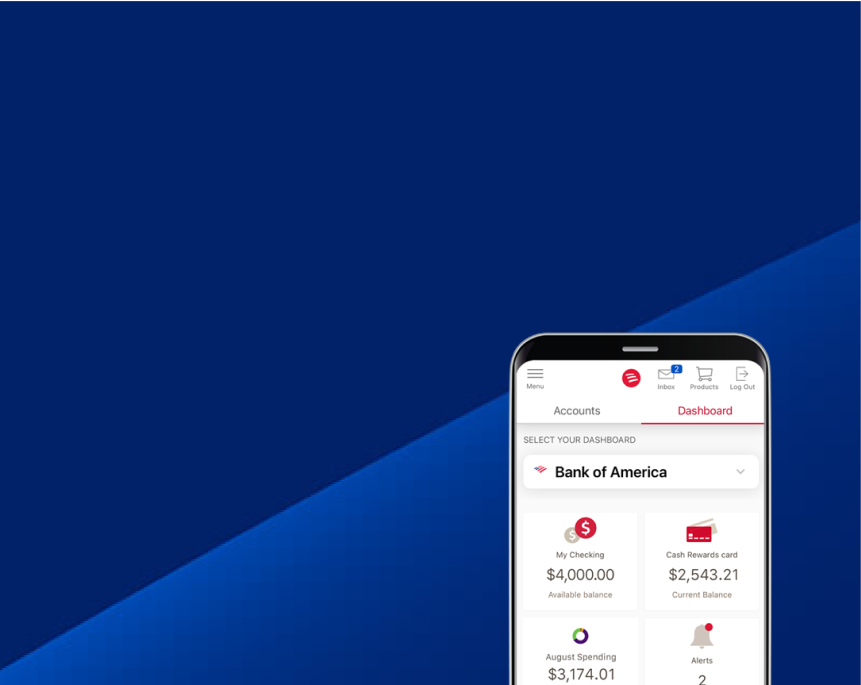 2
Menu
Inbox
Products
Log Out
Accounts
Dashboard
SELECT YOUR DASHBOARD
Bank of America
$
$
My Checking
Cash Rewards card
$4,000.00
$2,543.21
Available balance
Current Balance
August Spending
Alerts
$3,174.01
2